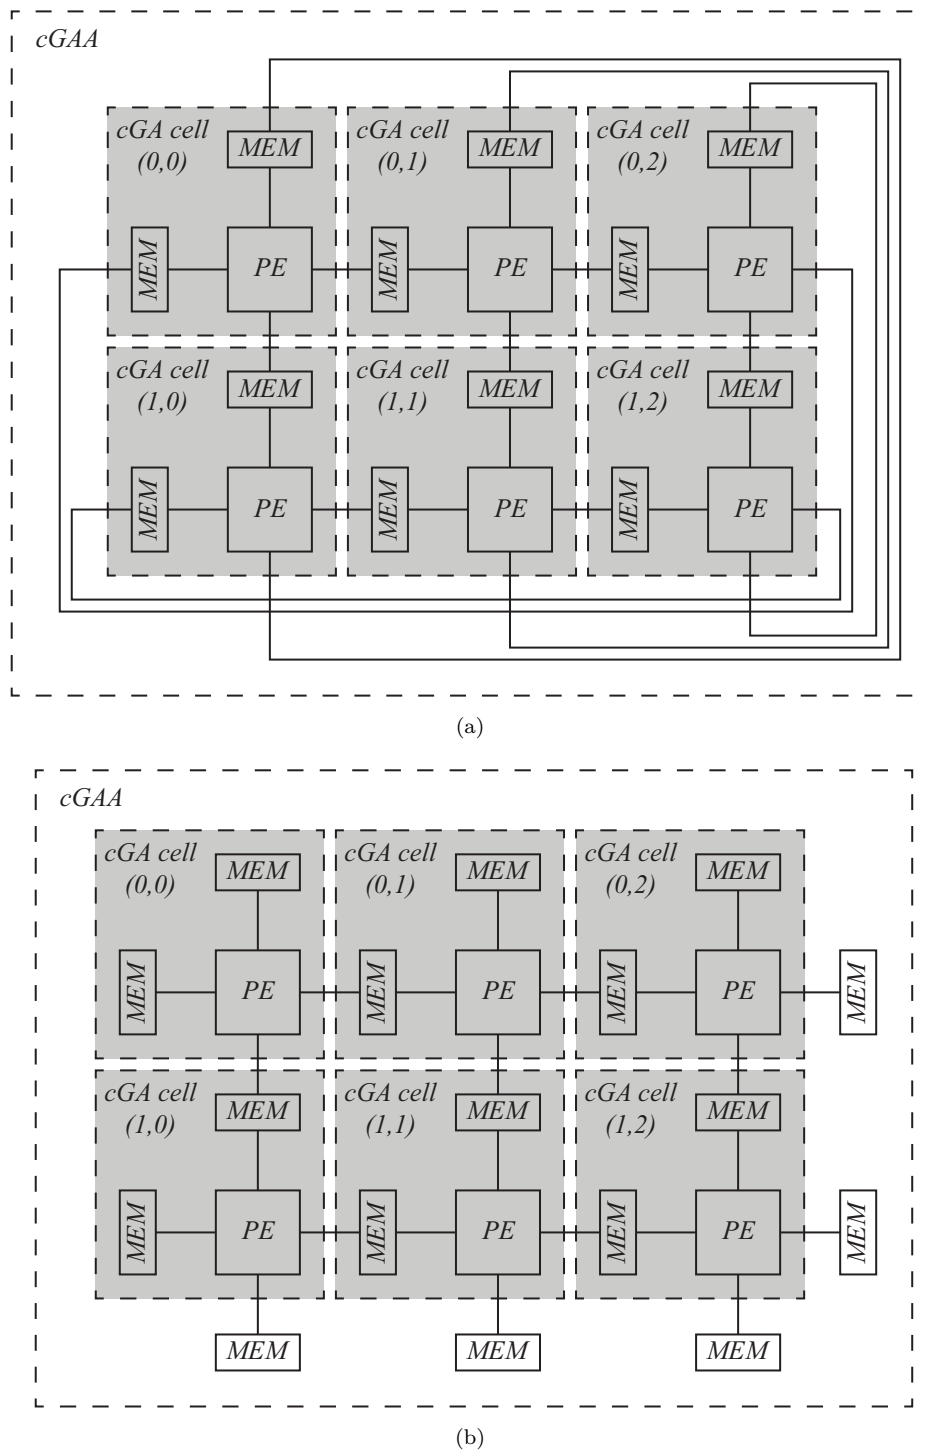 cGAA
cGA cell
(0,0)
MEM
cGA cell
(0,1)
MEM
cGA cell
(0,2)
MEM
MEM
PE
MEM
PE
MEM
PE
cGA cell
(1,0)
MEM
cGA cell
(1,1)
MEM
cGA cell
(1,2)
MEM
MEM
PE
MEM
PE
MEM
PE
(a)
cGAA
cGA cell
(0,0)
MEM
cGA cell
(0,1)
MEM
cGA cell
(0,2)
MEM
MEM
PE
MEM
PE
MEM
PE
MEM
cGA cell
(1,0)
MEM
cGA cell
(1,1)
MEM
cGA cell
(1,2)
MEM
MEM
PE
MEM
PE
MEM
PE
MEM
MEM
MEM
MEM
(b)